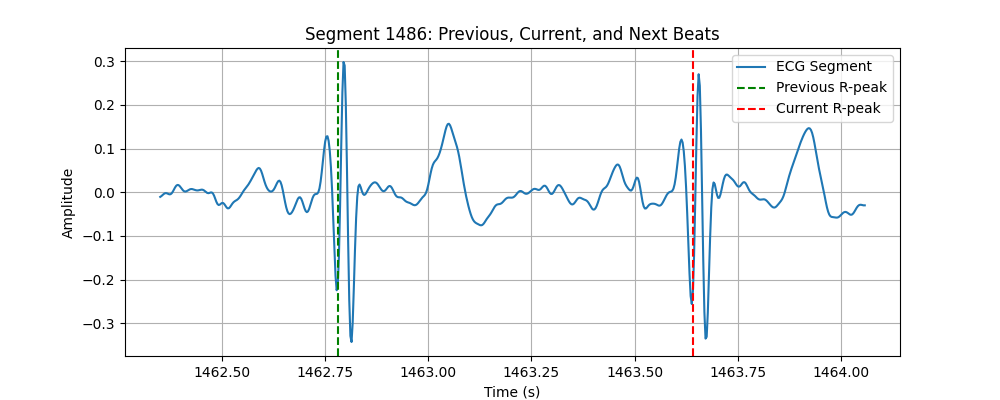 Segment 1486: Previous, Current, and Next Beats
ECG Segment
Previous R-peak
Current R-peak
0.3
0.2
0.1
0.0
−0.1
−0.2
−0.3
Amplitude
1462.50
1462.75
1463.00
1463.25
1463.50
1463.75
1464.00
Time (s)